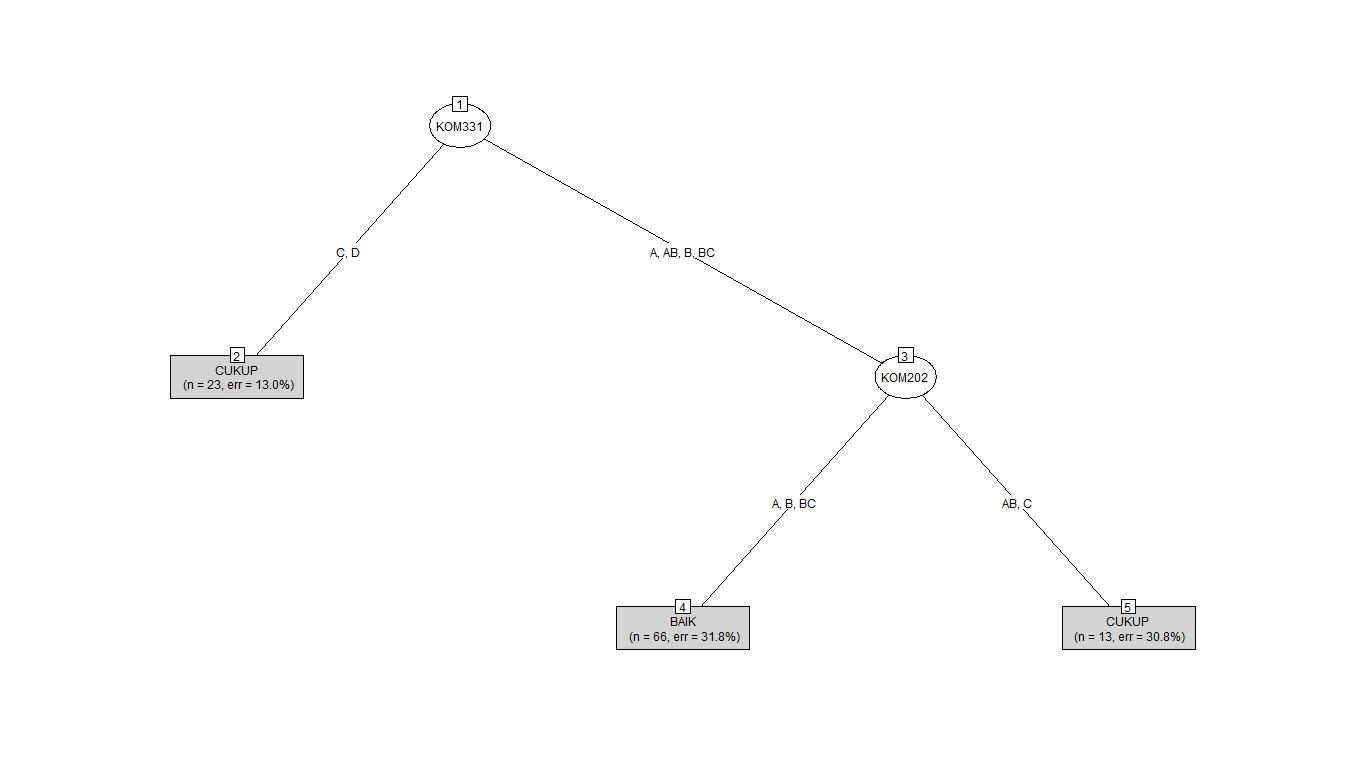 1
KOM331
C, D
A, AB, B, BC
2
CUKUP
(n = 23, err = 13.0%)
3
KOM202
A, B, BC
AB, C
4
BAIK
(n = 66, err = 31.8%)
5
CUKUP
(n = 13, err = 30.8%)